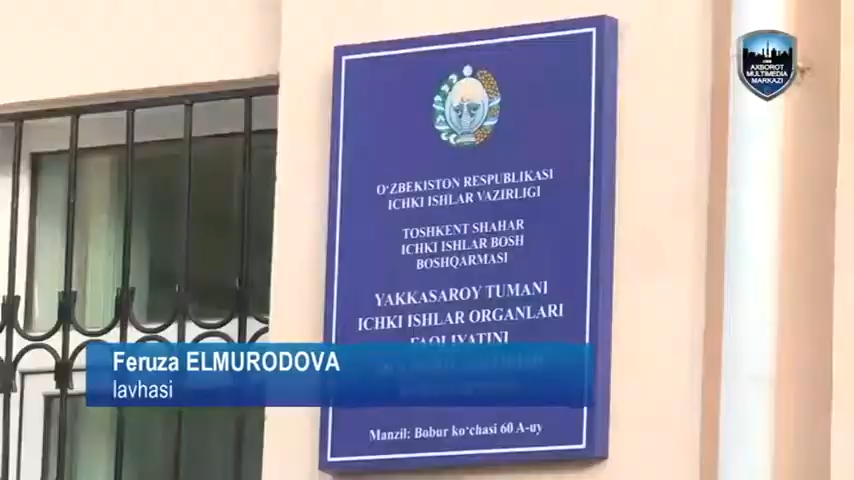 AXBOROT
MULTIMEDIA
MARKAZI
O‘ZBEKISTON RESPUBLIKASI
ICHKI ISHLAR VAZIRLIGI
TOSHKENT SHAHAR
ICHKI ISHLAR BOSH
BOSHQARMASI
YAKKASAROY TUMANI
ICHKI ISHLAR ORGANLARI
FAOLIYATINI
Feruza ELMURODOVA
lavhasi
Manzil: Bobur ko‘chasi 60 A-uy